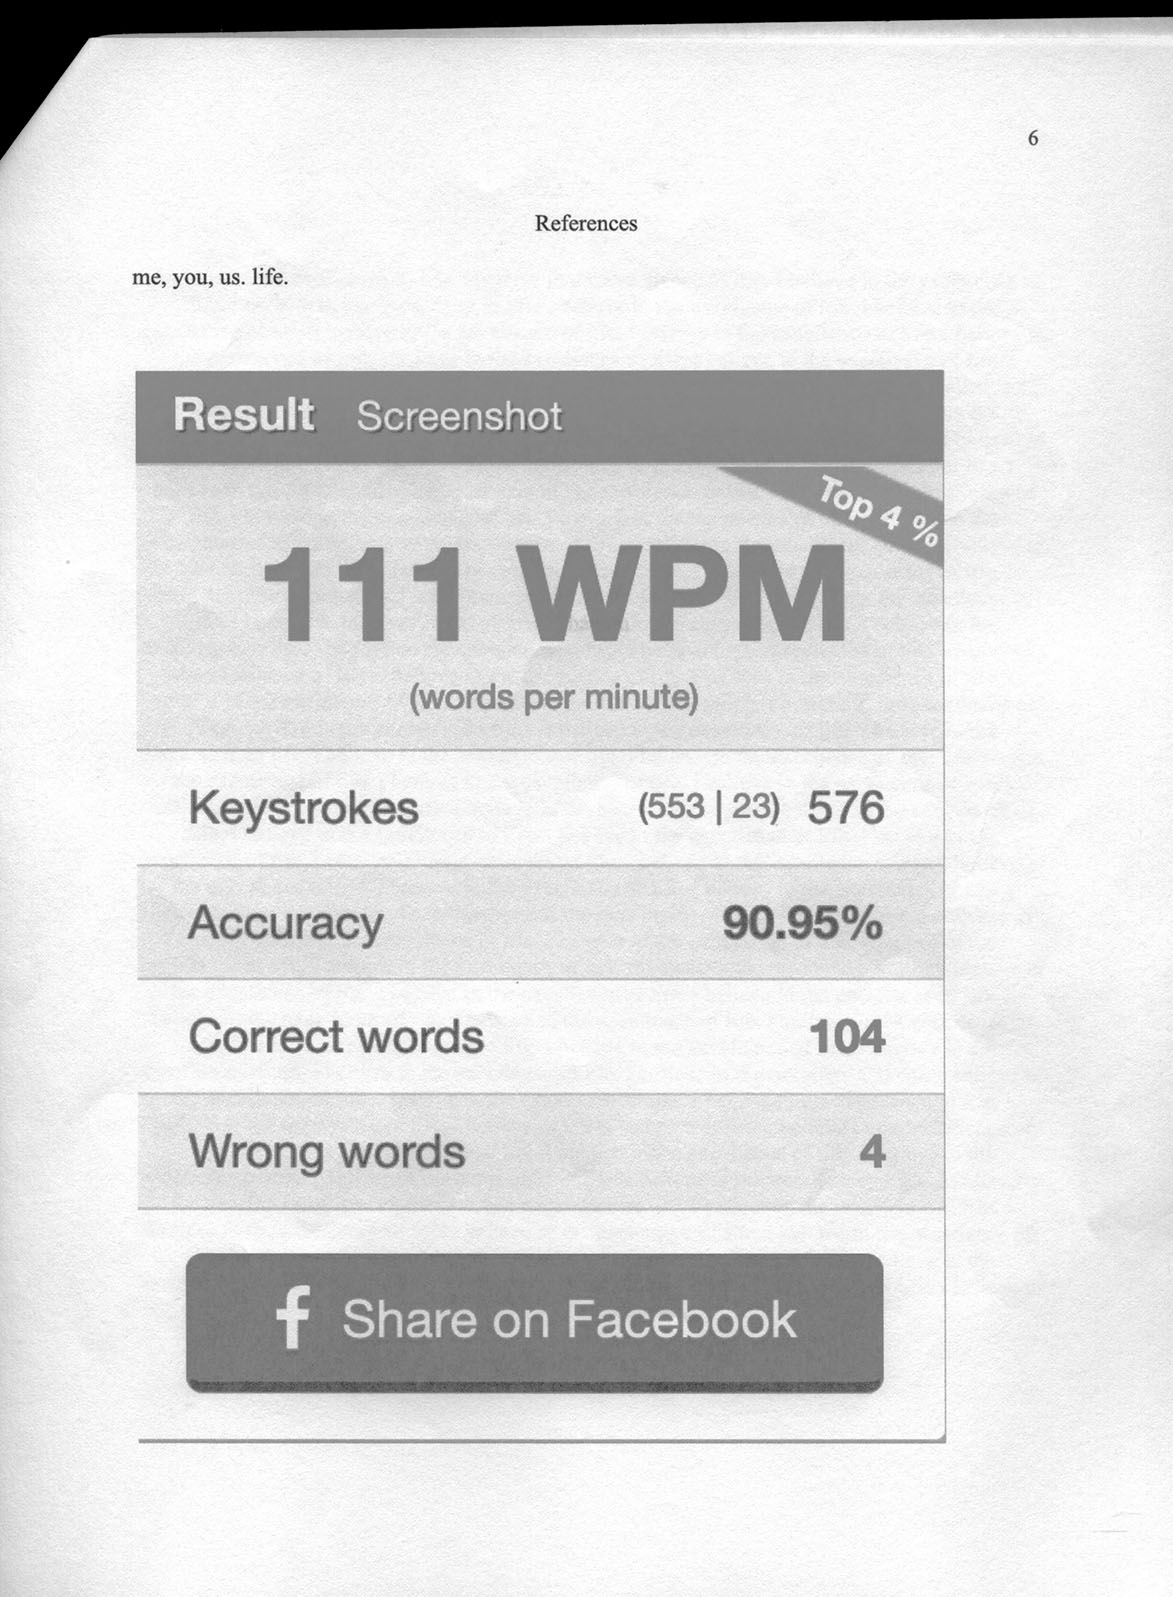 6
References
me, you, us. life.
Result Screenshot
Top 4 %
111 WPM
(words per minute)
Keystrokes (553 | 23) 576
Accuracy 90.95%
Correct words 104
Wrong words 4
f Share on Facebook